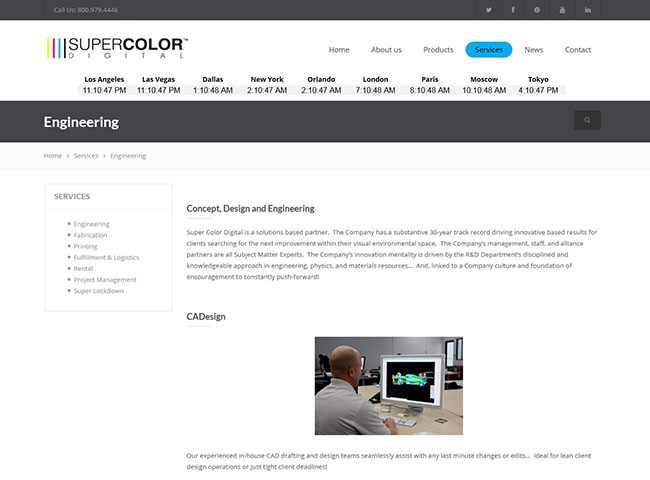 Call Us: 800.979.4446
SUPERCOLOR™
DIGITAL
Home About us Products Services News Contact
Los Angeles Las Vegas Dallas New York Orlando London Paris Moscow Tokyo
11:10:47 PM 11:10:47 PM 1:10:48 AM 2:10:47 AM 2:10:47 AM 7:10:48 AM 8:10:48 AM 10:10:48 AM 4:10:47 PM
Engineering
Home > Services > Engineering
SERVICES
Engineering
Fabrication
Printing
Fulfillment & Logistics
Rental
Project Management
Super Lockdown
Concept, Design and Engineering
Super Color Digital is a solutions based partner. The Company has a substantive 30-year track record driving innovative based results for
clients searching for the next improvement within their visual environmental space. The Company's management, staff, and alliance
partners are all Subject Matter Experts. The Company's innovation mentality is driven by the R&D Department's disciplined and
knowledgeable approach in engineering, physics, and materials resources... And, linked to a Company culture and foundation of
encouragement to constantly push-forward!
CADesign
Our experienced in-house CAD drafting and design teams seamlessly assist with any last minute changes or edits... Ideal for lean client
design operations or just tight client deadlines!